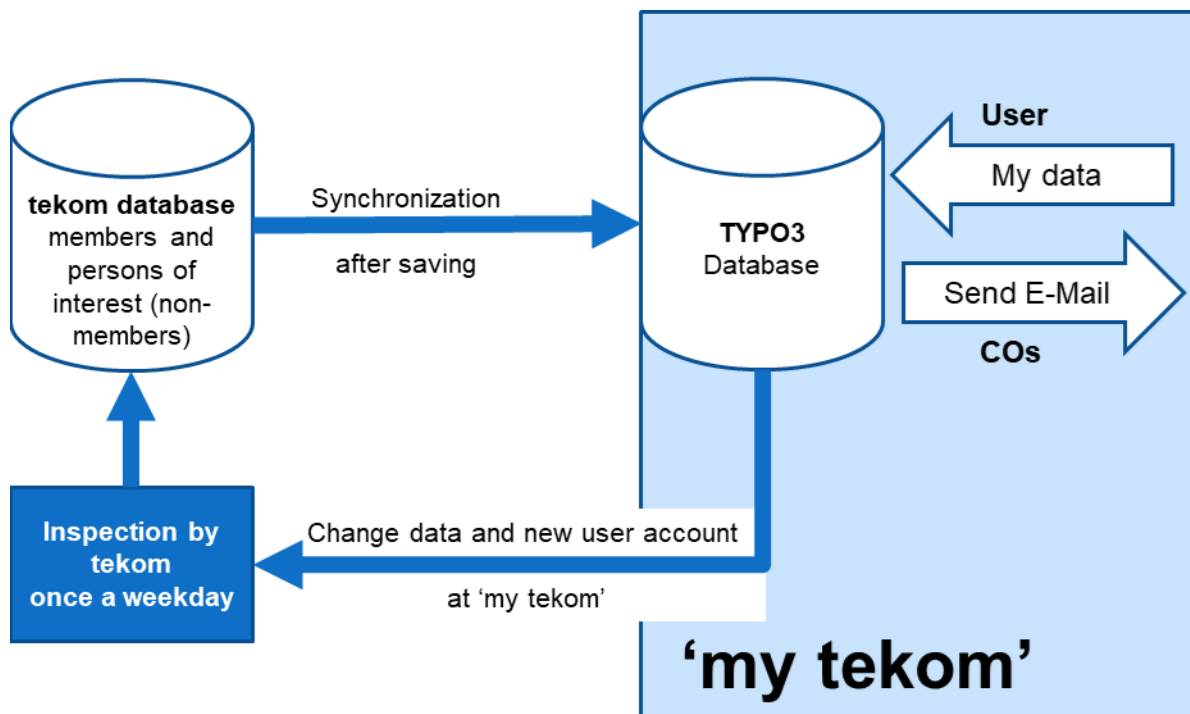 tekom database
members and
persons of
interest (non-
members)
Synchronization
after saving
TYPO3
Database
User
My data
Send E-Mail
COs
Inspection by
tekom
once a weekday
Change data and new user account
at ‘my tekom’
‘my tekom’